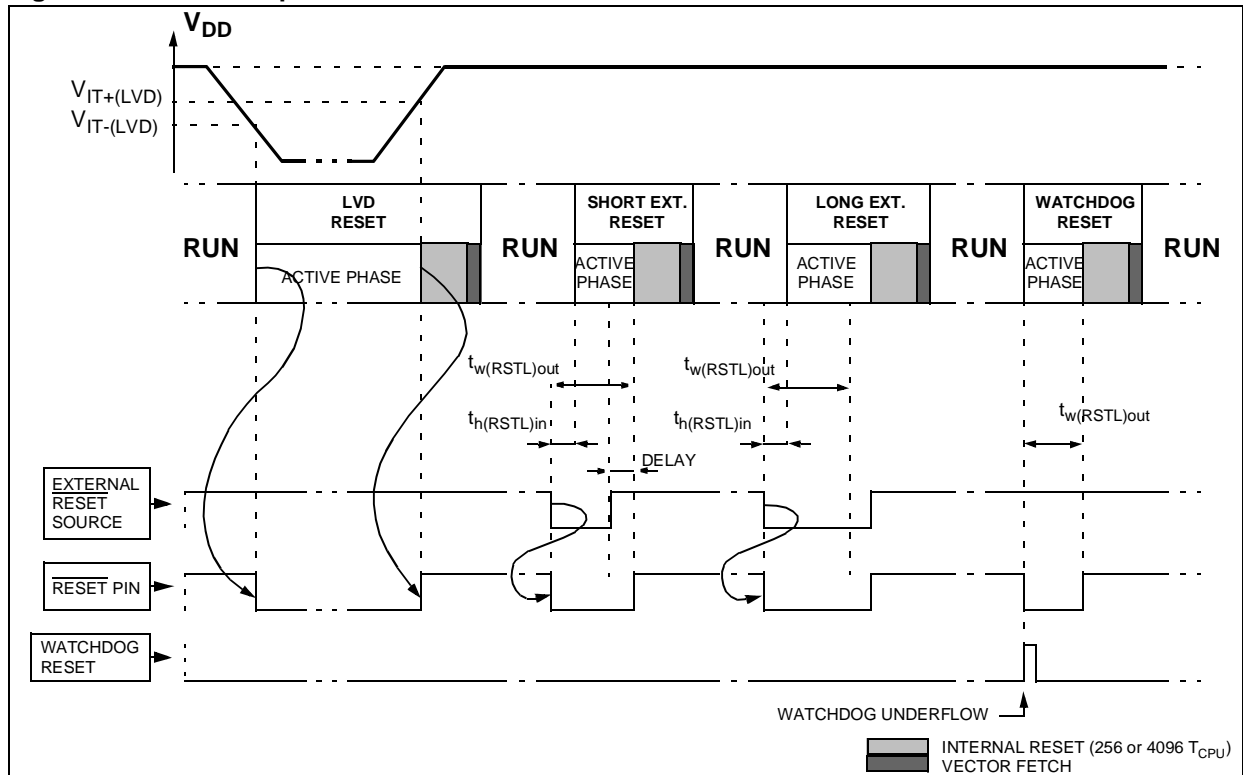 VDD
VIT+(LVD)
VIT-(LVD)
LVD
RESET
SHORT EXT.
RESET
LONG EXT.
RESET
WATCHDOG
RESET
RUN
RUN
RUN
RUN
RUN
ACTIVE PHASE
ACTIVE
PHASE
ACTIVE
PHASE
ACTIVE
PHASE
tw(RSTL)out
tw(RSTL)out
tw(RSTL)out
th(RSTL)in
th(RSTL)in
DELAY
EXTERNAL
RESET
SOURCE
RESET PIN
WATCHDOG
RESET
WATCHDOG UNDERFLOW
INTERNAL RESET (256 or 4096 TCPU)
VECTOR FETCH